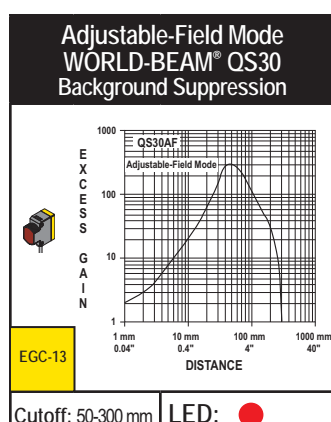 Adjustable-Field Mode
WORLD-BEAM® QS30
Background Suppression
1000
100
10
1
EXCESS GAIN
QS30AF
Adjustable-Field Mode
1 mm
0.04"
10 mm
0.4"
100 mm
4"
1000 mm
40"
DISTANCE
EGC-13
Cutoff: 50-300 mm
LED: